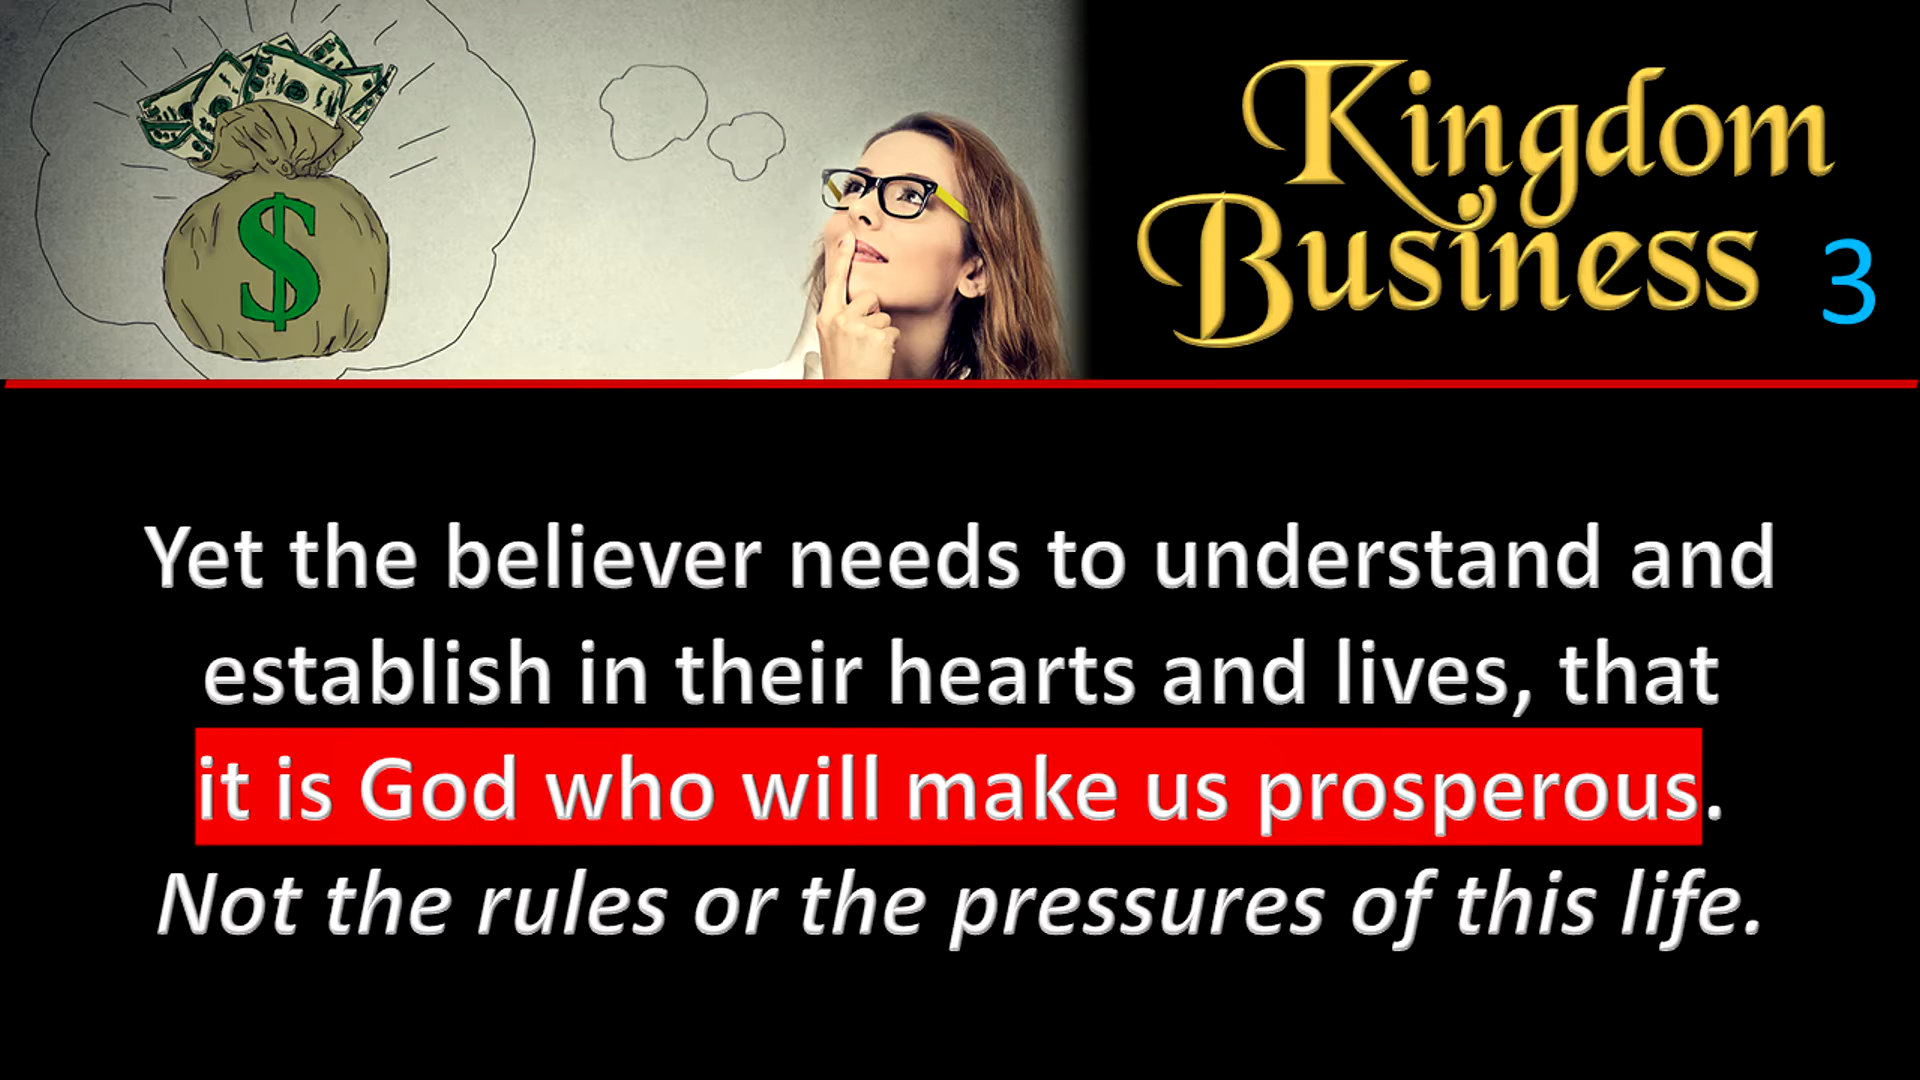 Kingdom
Business 3
$
Yet the believer needs to understand and
establish in their hearts and lives, that
it is God who will make us prosperous.
Not the rules or the pressures of this life.